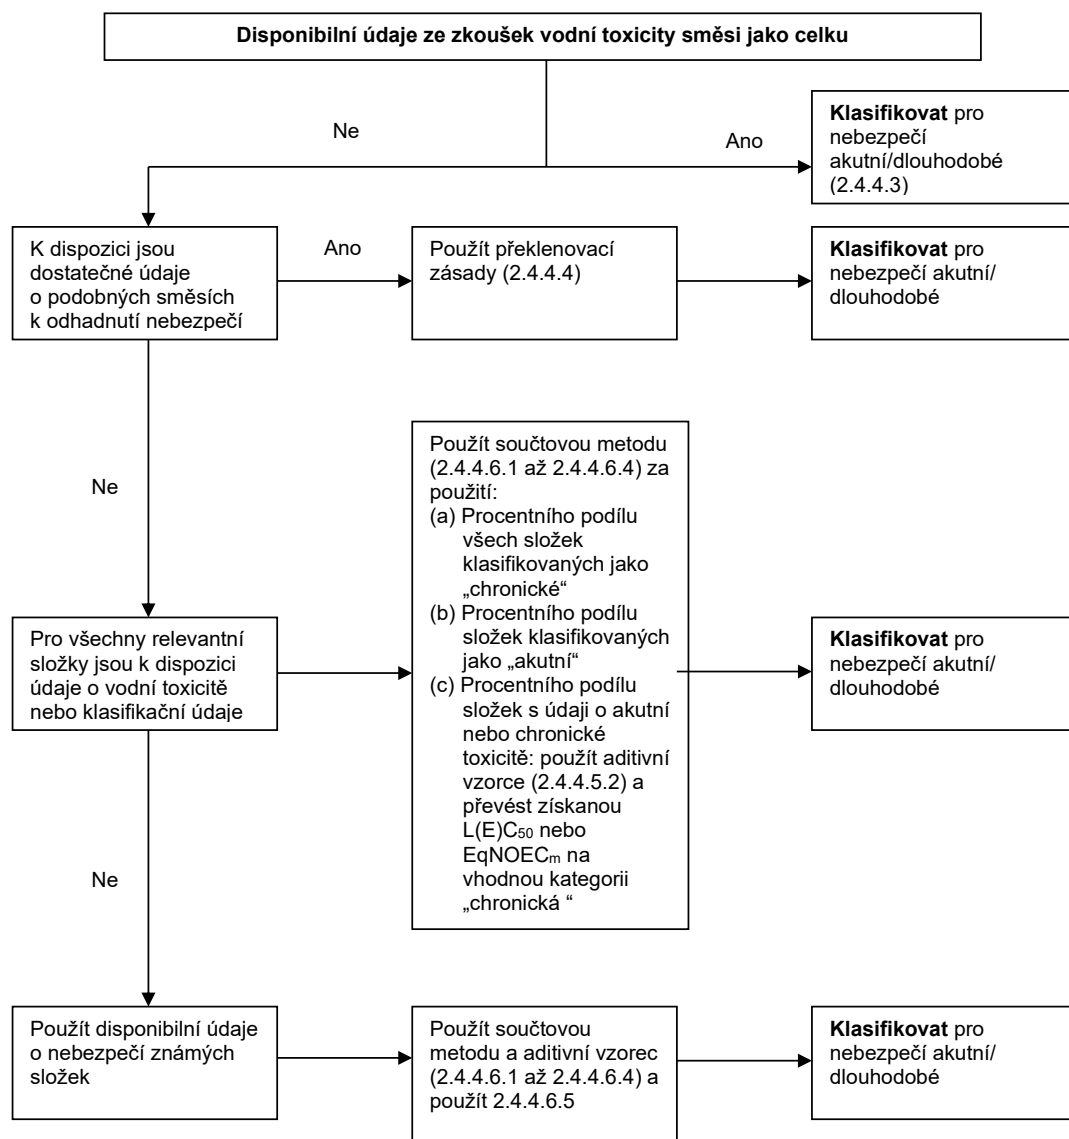 Disponibilní údaje ze zkoušek vodní toxicity směsi jako celku
Ne
Ano
Klasifikovat pro
nebezpečí
akutní/dlouhodobé
(2.4.4.3)
K dispozici jsou
dostatečné údaje
o podobných směsích
k odhadnutí nebezpečí
Ano
Použít překlenovací
zásady (2.4.4.4)
Klasifikovat pro
nebezpečí akutní/
dlouhodobé
Ne
Použít součtovou metodu
(2.4.4.6.1 až 2.4.4.6.4) za
použití:
(a) Procentního podílu
všech složek
klasifikovaných jako
„chronické“
(b) Procentního podílu
složek klasifikovaných
jako „akutní“
(c) Procentního podílu
složek s údaji o akutní
nebo chronické
toxicitě: použít aditivní
vzorce (2.4.4.5.2) a
převést získanou
L(E)C₅₀ nebo
EqNOECₘ na
vhodnou kategorii
„chronická “
Pro všechny relevantní
složky jsou k dispozici
údaje o vodní toxicitě
nebo klasifikační údaje
Klasifikovat pro
nebezpečí akutní/
dlouhodobé
Ne
Použít disponibilní údaje
o nebezpečí známých
složek
Použít součtovou
metodu a aditivní vzorec
(2.4.4.6.1 až 2.4.4.6.4) a
použít 2.4.4.6.5
Klasifikovat pro
nebezpečí akutní/
dlouhodobé